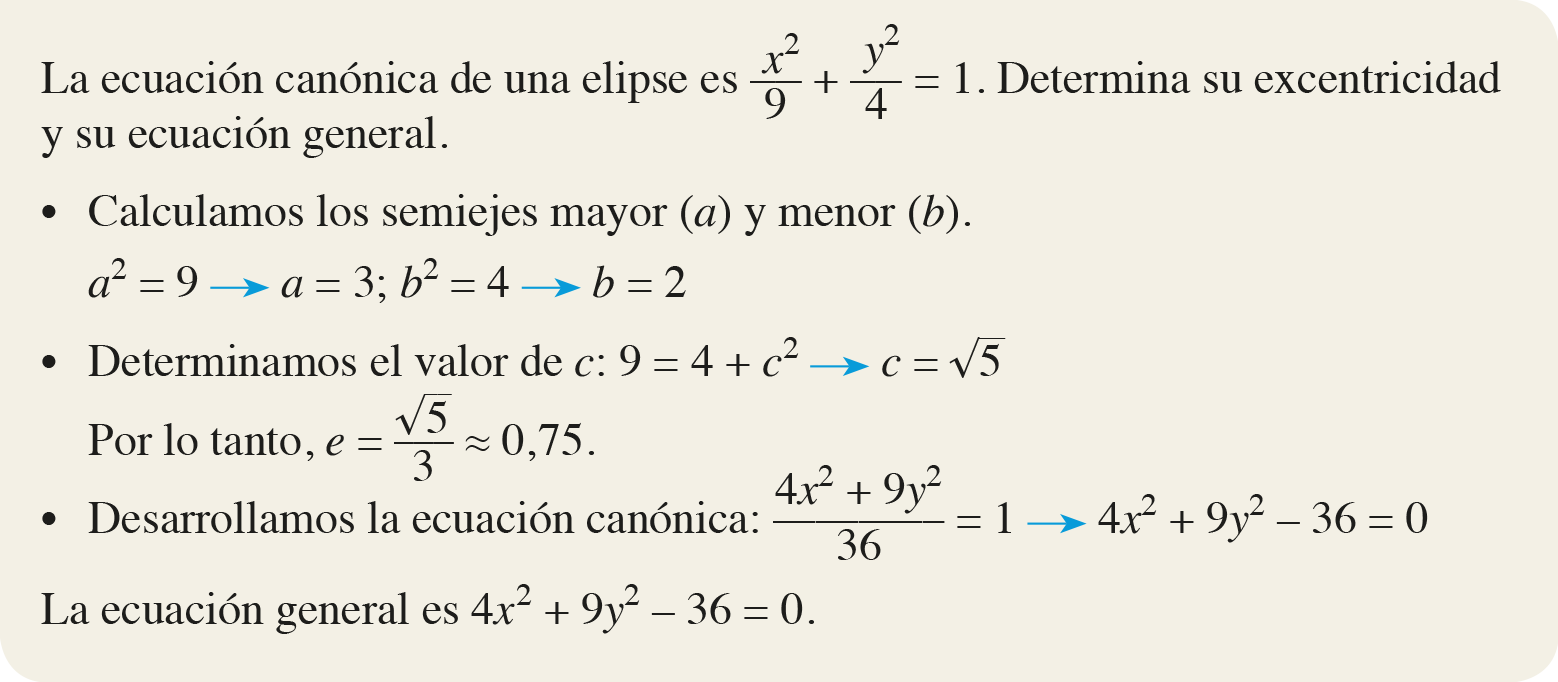 La ecuación canónica de una elipse es x²/9 + y²/4 = 1. Determina su excentricidad
y su ecuación general.
• Calculamos los semiejes mayor (a) y menor (b).
a² = 9 → a = 3; b² = 4 → b = 2
• Determinamos el valor de c: 9 = 4 + c² → c = √5
Por lo tanto, e = √5/3 ≈ 0,75.
• Desarrollamos la ecuación canónica: (4x² + 9y²)/36 = 1 → 4x² + 9y² – 36 = 0
La ecuación general es 4x² + 9y² – 36 = 0.